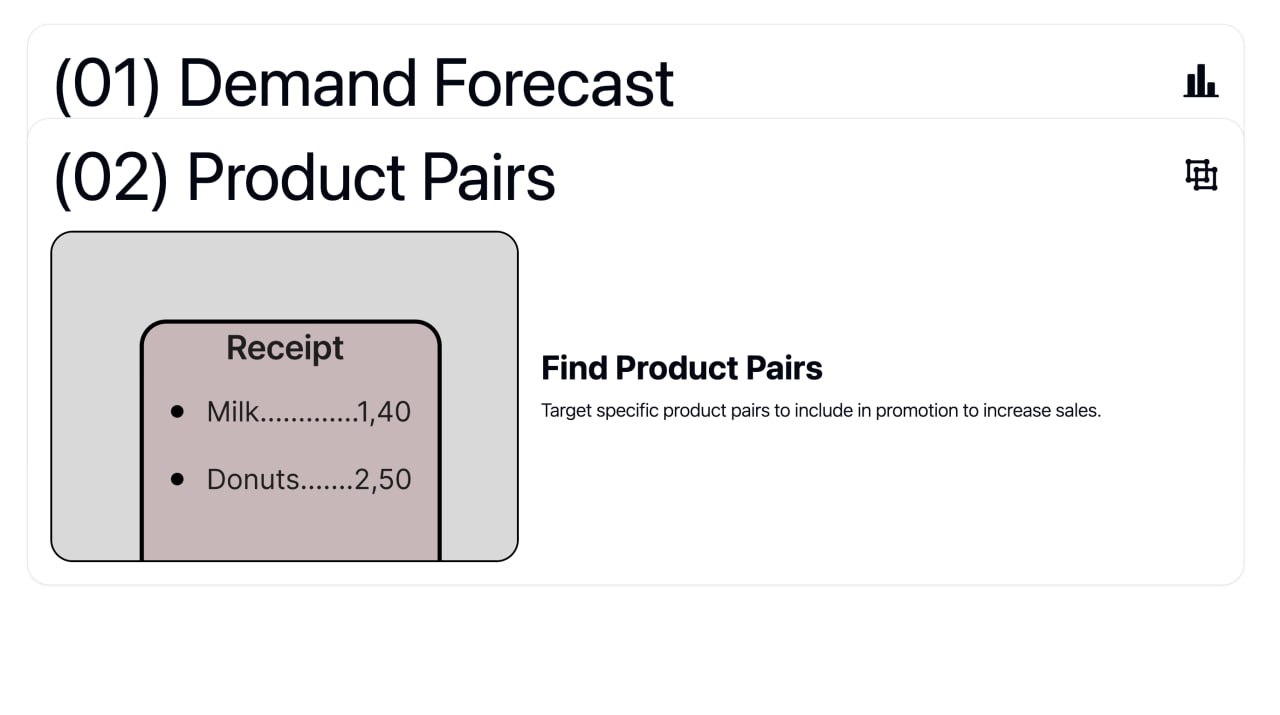 (01) Demand Forecast
(02) Product Pairs
Receipt
Milk.............1,40
Donuts.......2,50
Find Product Pairs
Target specific product pairs to include in promotion to increase sales.